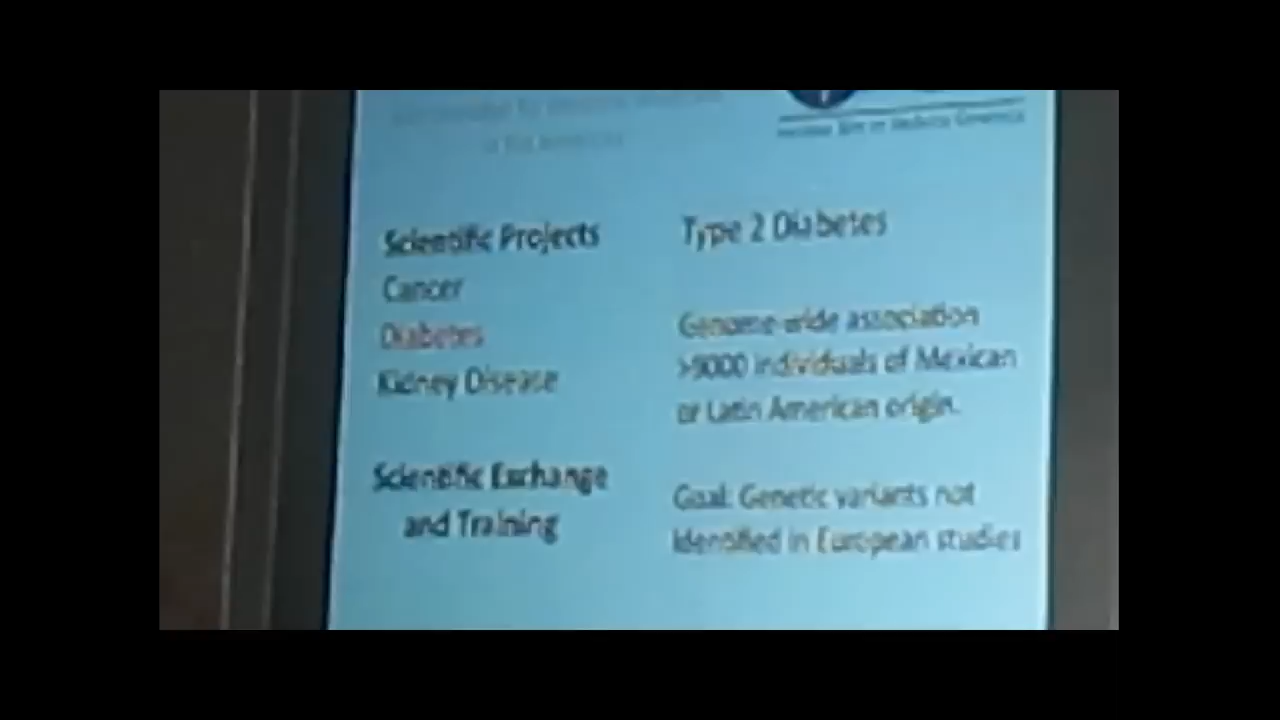 Scientific Projects
Cancer
Diabetes
Kidney Disease
Scientific Exchange
and Training
Type 2 Diabetes
Genome-wide association
>9000 individuals of Mexican
or Latin American origin.
Goal: Genetic variants not
identified in European studies